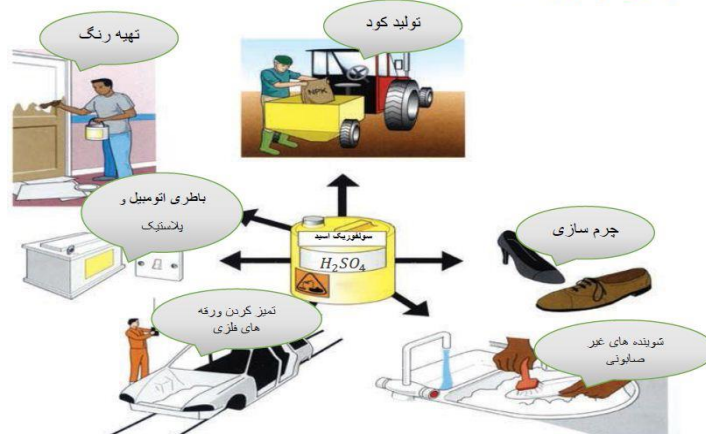 تولید کود
تهیه رنگ
باطری اتومبیل و
پلاستیک
سولفوریک اسید
H₂SO₄
چرم سازی
تمیز کردن ورقه
های فلزی
شوینده های غیر
صابونی
NPK